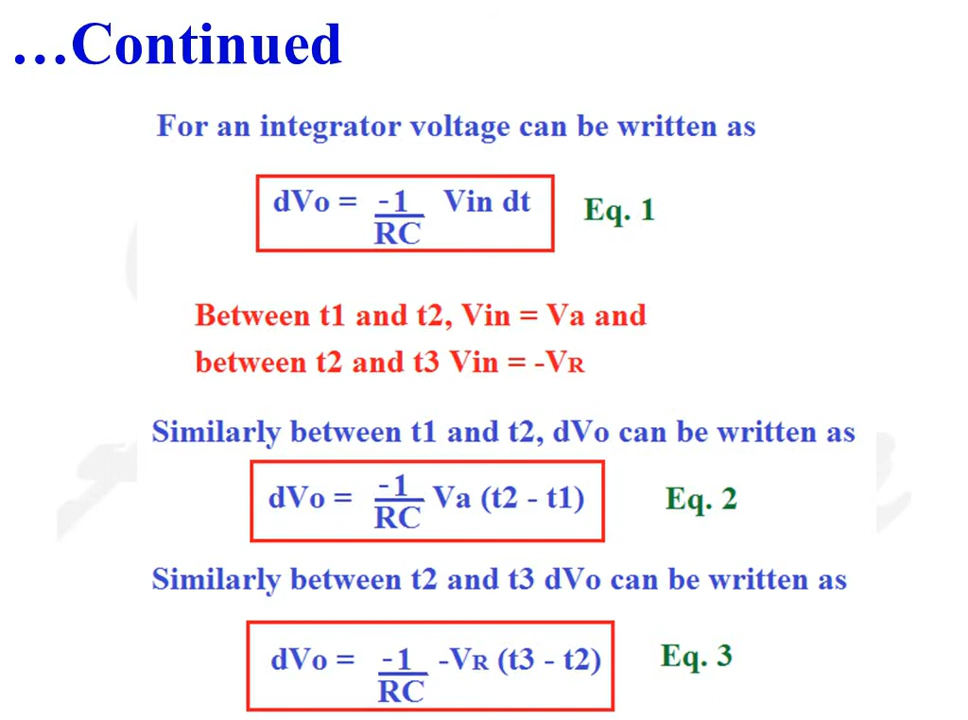 …Continued
For an integrator voltage can be written as
dVo = -1/RC Vin dt Eq. 1
Between t1 and t2, Vin = Va and
between t2 and t3 Vin = -VR
Similarly between t1 and t2, dVo can be written as
dVo = -1/RC Va (t2 - t1) Eq. 2
Similarly between t2 and t3 dVo can be written as
dVo = -1/RC -VR (t3 - t2) Eq. 3